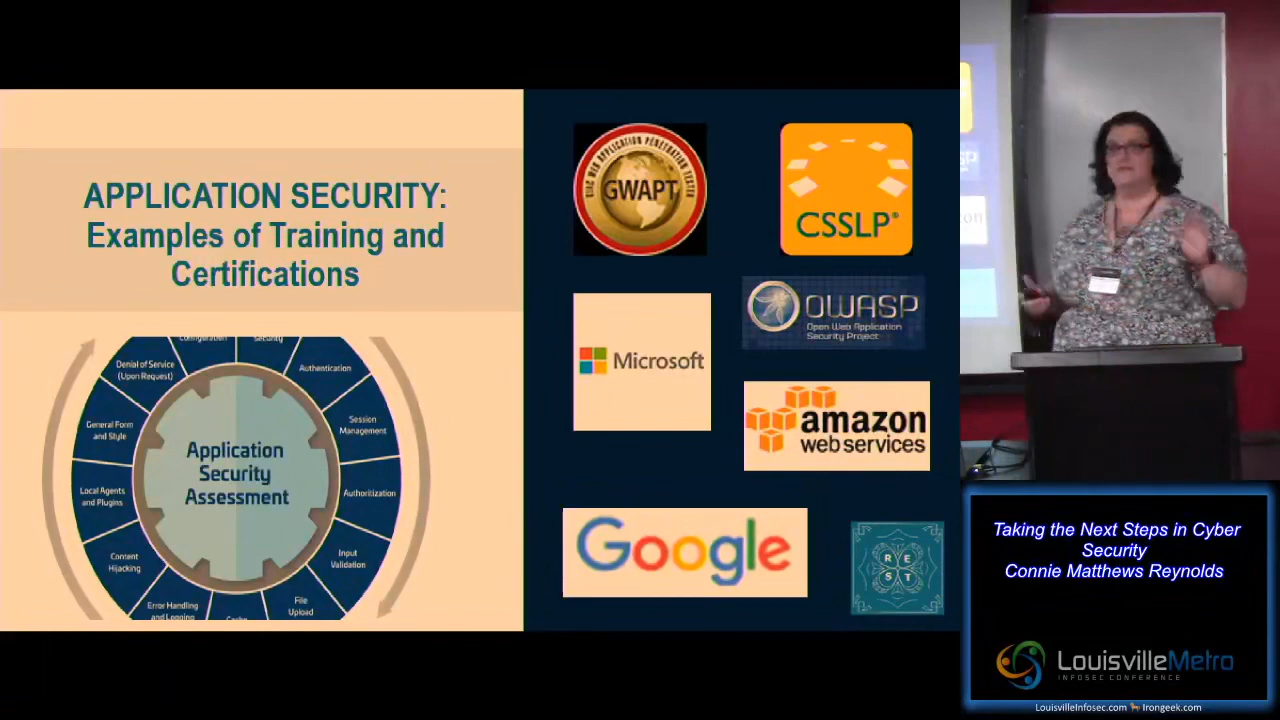 APPLICATION SECURITY:
Examples of Training and
Certifications
Security
Authentication
Session
Management
Authoritization
Input
Validation
File
Upload
Error Handling
and Logging
Content
Hijacking
Local Agents
and Plugins
General Form
and Style
Denial of Service
(Upon Request)
Application
Security
Assessment
GIAC WEB APPLICATION PENETRATION TESTER
GWAPT
CSSLP®
Microsoft
OWASP
Open Web Application
Security Project
amazon
web services
Google
R E
S T
Taking the Next Steps in Cyber
Security
Connie Matthews Reynolds
LouisvilleMetro
INFOSEC CONFERENCE
LouisvilleInfosec.com Irongeek.com